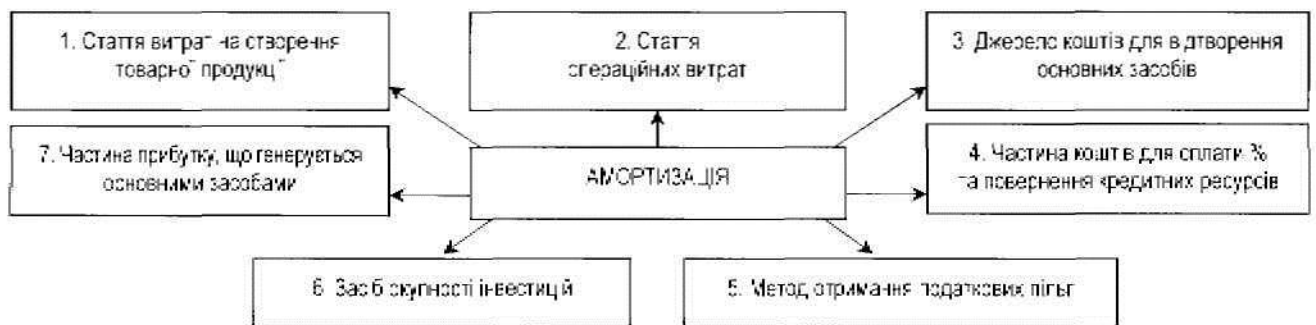 1. Стаття витрат на створення
товарної продукції
2. Стаття
операційних витрат
3. Джерело коштів для відтворення
основних засобів
7. Частина прибутку, що генерується
основними засобами
АМОРТИЗАЦІЯ
4. Частина коштів для сплати %
та повернення кредитних ресурсів
6. Засіб окупності інвестицій
5. Метод отримання податкових пільг